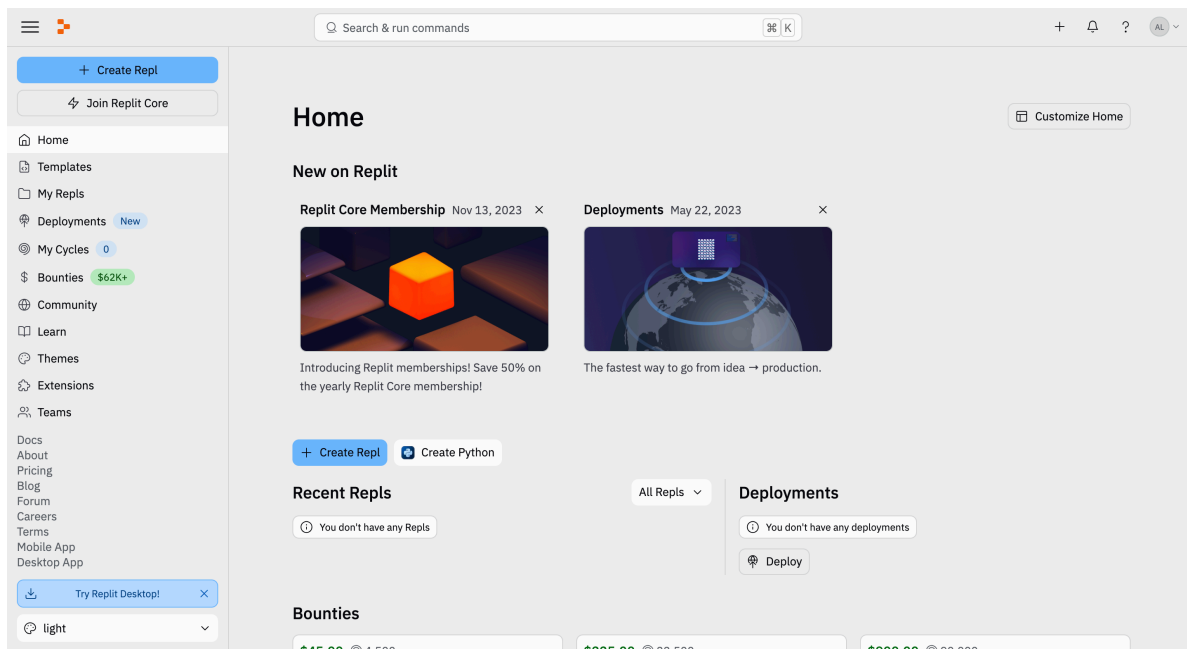 Search & run commands
⌘ K
?
AL
+ Create Repl
Join Replit Core
Home
Templates
My Repls
Deployments New
My Cycles 0
Bounties $62K+
Community
Learn
Themes
Extensions
Teams
Docs
About
Pricing
Blog
Forum
Careers
Terms
Mobile App
Desktop App
Try Replit Desktop!
light
Home
Customize Home
New on Replit
Replit Core Membership Nov 13, 2023
Introducing Replit memberships! Save 50% on
the yearly Replit Core membership!
Deployments May 22, 2023
The fastest way to go from idea → production.
+ Create Repl
Create Python
Recent Repls
All Repls
You don't have any Repls
Deployments
You don't have any deployments
Deploy
Bounties